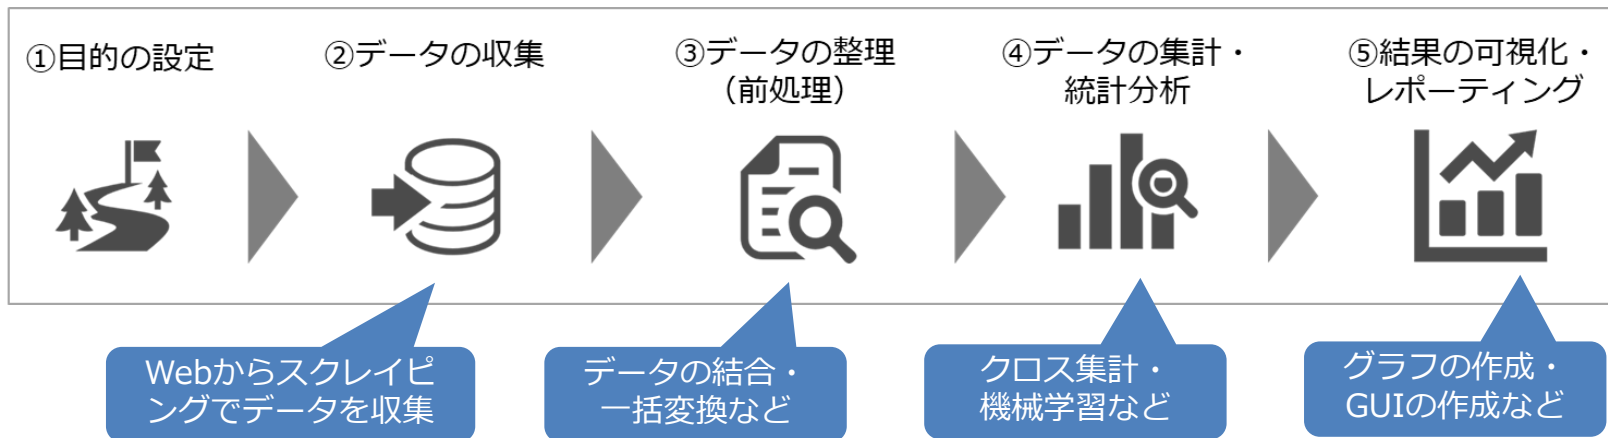 ①目的の設定
②データの収集
③データの整理
（前処理）
④データの集計・
統計分析
⑤結果の可視化・
レポーティング
Webからスクレイピ
ングでデータを収集
データの結合・
一括変換など
クロス集計・
機械学習など
グラフの作成・
GUIの作成など